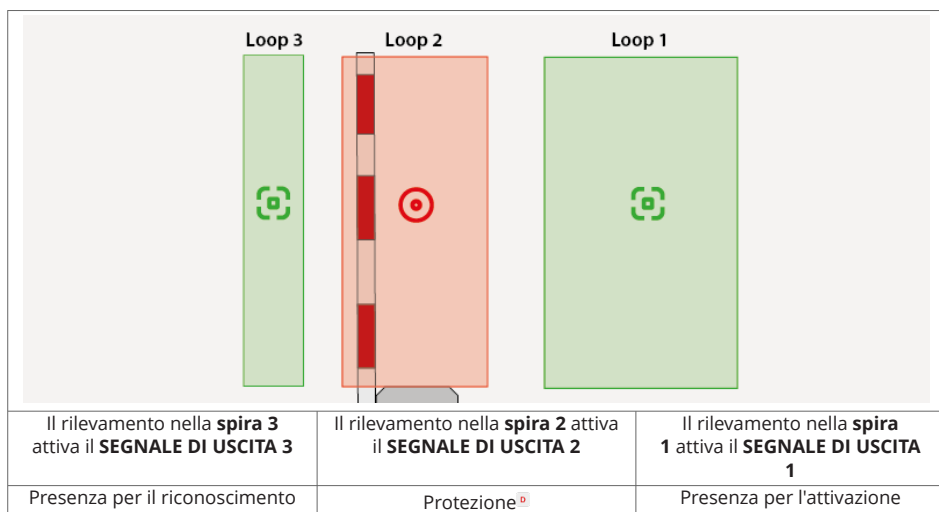 Loop 3
Loop 2
Loop 1
Il rilevamento nella spira 3
attiva il SEGNALE DI USCITA 3
Il rilevamento nella spira 2 attiva
il SEGNALE DI USCITA 2
Il rilevamento nella spira
1 attiva il SEGNALE DI USCITA
1
Presenza per il riconoscimento
Protezione D
Presenza per l'attivazione